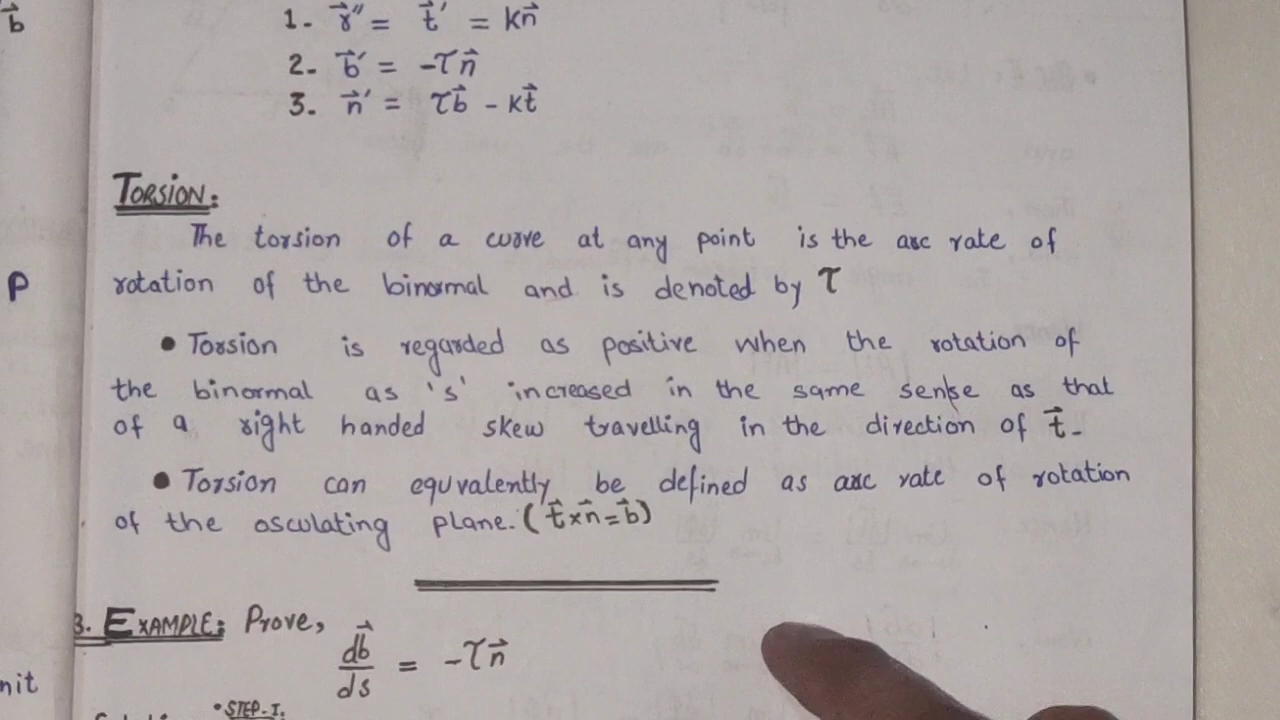 b⃗
1. r⃗'' = t⃗' = kn⃗
2. b⃗' = -τn⃗
3. n⃗' = τb⃗ - kt⃗
TORSION:
The torsion of a curve at any point is the arc rate of
P
rotation of the binormal and is denoted by τ
• Torsion is regarded as positive when the rotation of
the binormal as 's' increased in the same sense as that
of a right handed skew travelling in the direction of t⃗.
• Torsion can equvalently be defined as arc rate of rotation
of the osculating plane. (t⃗×n⃗=b⃗)
3. EXAMPLE: Prove,
db⃗/ds = -τn⃗
nit
• STEP-I.